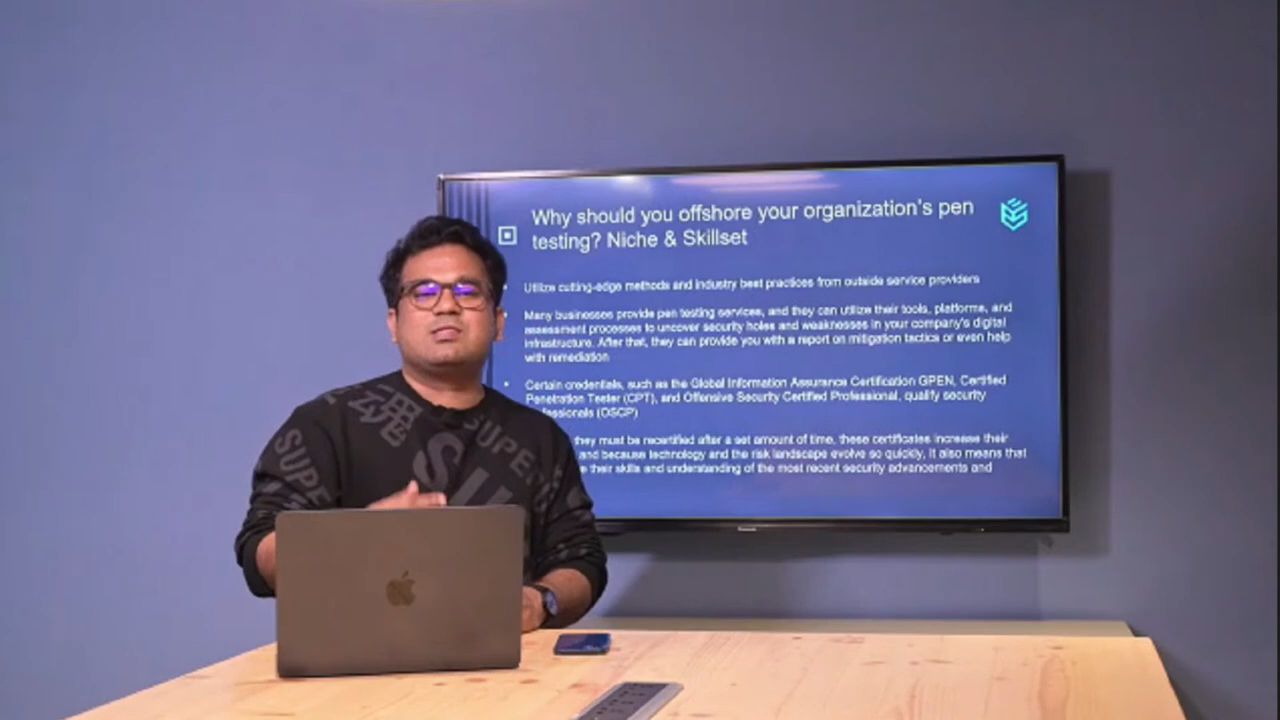 Why should you offshore your organization's pen
testing? Niche & Skillset
Utilize cutting-edge methods and industry best practices from outside service providers
Many businesses provide pen testing services, and they can utilize their tools, platforms, and
assessment processes to uncover security holes and weaknesses in your company's digital
infrastructure. After that, they can provide you with a report on mitigation tactics or even help
with remediation
Certain credentials, such as the Global Information Assurance Certification GPEN, Certified
Penetration Tester (CPT), and Offensive Security Certified Professional, qualify security
(OSCP)
they must be recertified after a set amount of time, these certificates increase their
and because technology and the risk landscape evolve so quickly, it also means that
their skills and understanding of the most recent security advancements and
魂
SUPER
SUPER